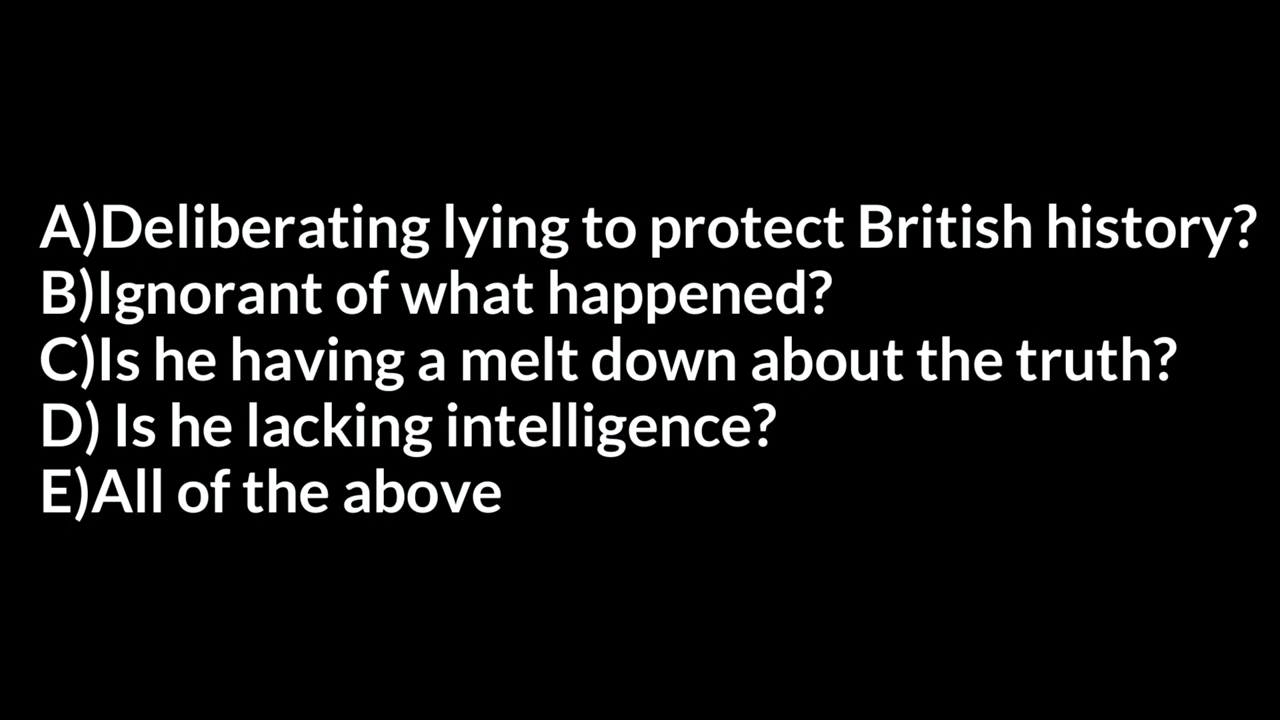 A)Deliberating lying to protect British history?
B)Ignorant of what happened?
C)Is he having a melt down about the truth?
D) Is he lacking intelligence?
E)All of the above